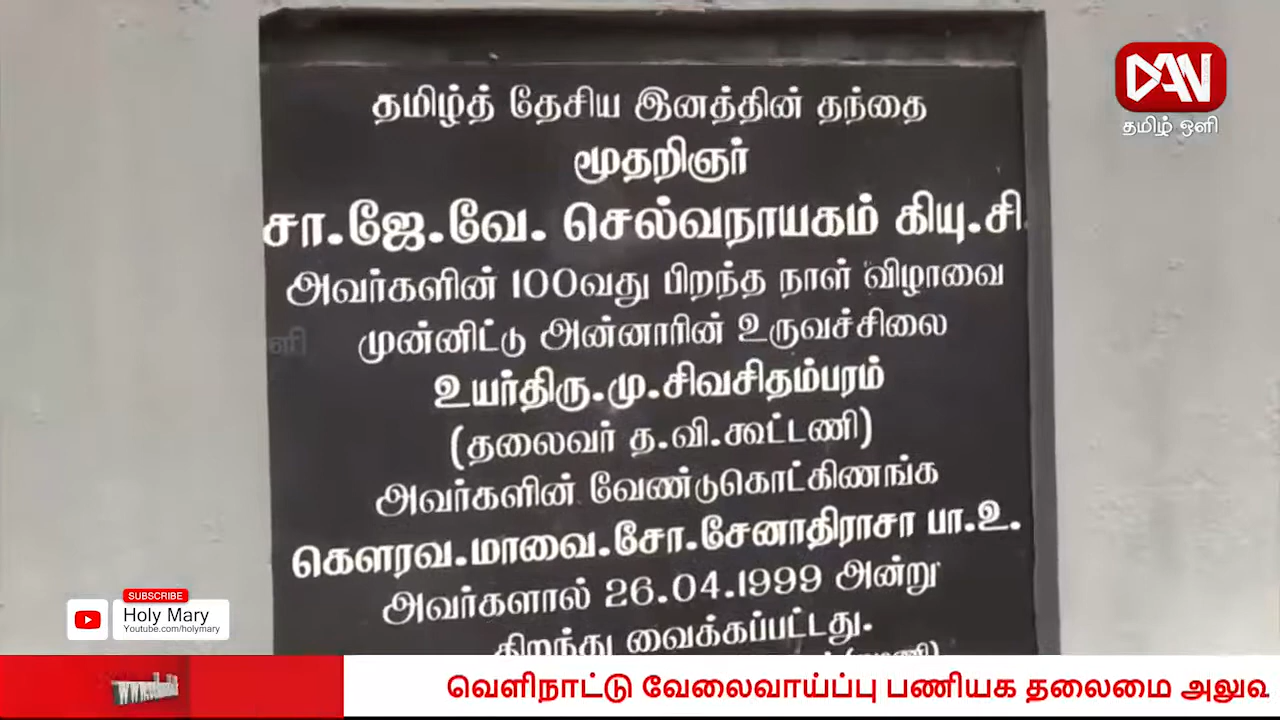 தமிழ்த் தேசிய இனத்தின் தந்தை
மூதறிஞர்
சா.ஜே.வே. செல்வநாயகம் கியு.சி.
அவர்களின் 100வது பிறந்த நாள் விழாவை
முன்னிட்டு அன்னாரின் உருவச்சிலை
உயர்திரு.மு.சிவசிதம்பரம்
(தலைவர் த.வி.கூட்டணி)
அவர்களின் வேண்டுகொட்கிணங்க
கௌரவ.மாவை.சோ.சேனாதிராசா பா.உ.
அவர்களால் 26.04.1999 அன்று
திறந்து வைக்கப்பட்டது.
DAN
தமிழ் ஒளி
SUBSCRIBE
Holy Mary
Youtube.com/holymary
வெளிநாட்டு வேலைவாய்ப்பு பணியக தலைமை